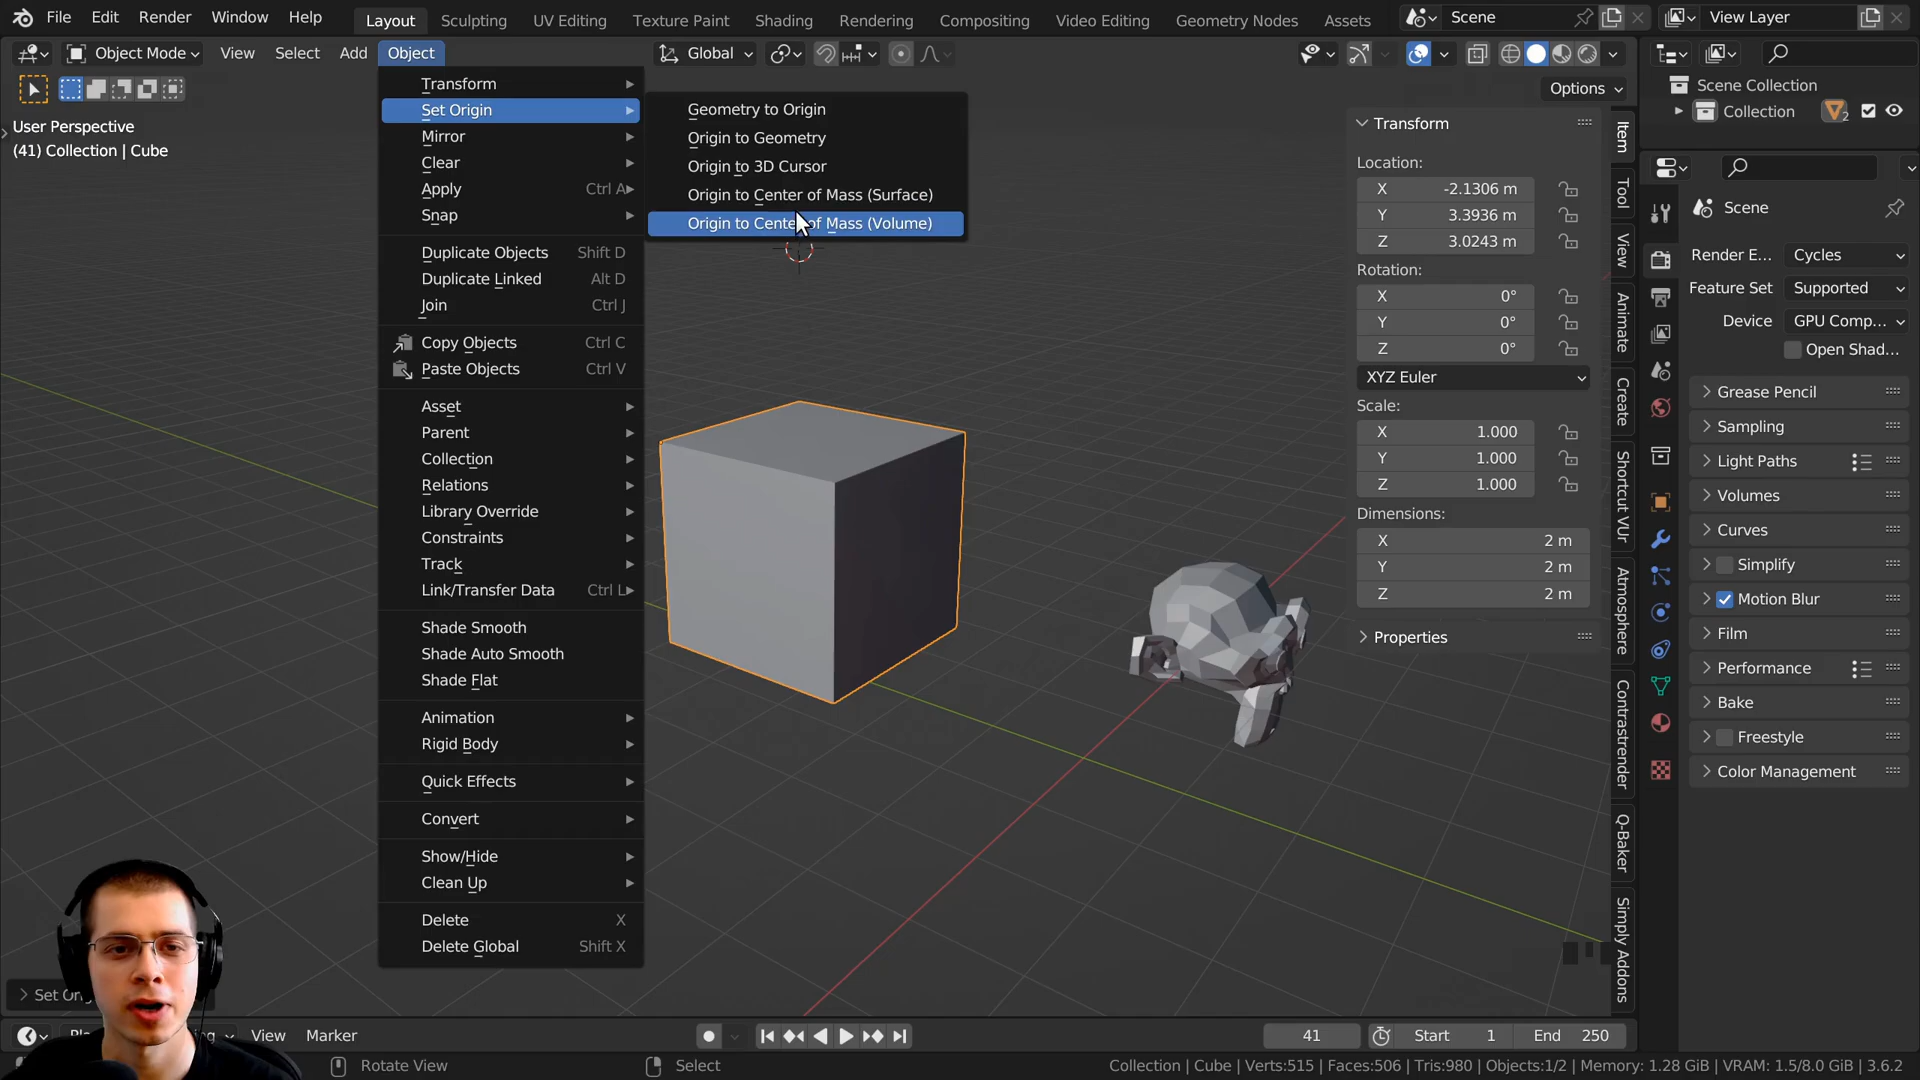 File Edit Render Window Help Layout Sculpting UV Editing Texture Paint Shading Rendering Compositing Video Editing Geometry Nodes Assets Scene View Layer
Object Mode View Select Add Object Global
Options
User Perspective
(41) Collection | Cube
Transform
Set Origin
Mirror
Clear
Apply Ctrl A
Snap
Duplicate Objects Shift D
Duplicate Linked Alt D
Join Ctrl J
Copy Objects Ctrl C
Paste Objects Ctrl V
Asset
Parent
Collection
Relations
Library Override
Constraints
Track
Link/Transfer Data Ctrl L
Shade Smooth
Shade Auto Smooth
Shade Flat
Animation
Rigid Body
Quick Effects
Convert
Show/Hide
Clean Up
Delete X
Delete Global Shift X
Geometry to Origin
Origin to Geometry
Origin to 3D Cursor
Origin to Center of Mass (Surface)
Origin to Center of Mass (Volume)
Transform
Location:
X -2.1306 m
Y 3.3936 m
Z 3.0243 m
Rotation:
X 0°
Y 0°
Z 0°
XYZ Euler
Scale:
X 1.000
Y 1.000
Z 1.000
Dimensions:
X 2 m
Y 2 m
Z 2 m
Properties
Item
Tool
View
Animate
Create
Shortcut VUr
Atmosphere
Contrastrender
Q-Baker
Simply Addons
Scene Collection
Collection 2
Scene
Render E... Cycles
Feature Set Supported
Device GPU Comp...
Open Shad...
Grease Pencil
Sampling
Light Paths
Volumes
Curves
Simplify
Motion Blur
Film
Performance
Bake
Freestyle
Color Management
Set Ori
View Marker 41 Start 1 End 250
Rotate View Select Collection | Cube | Verts:515 | Faces:506 | Tris:980 | Objects:1/2 | Memory: 1.28 GiB | VRAM: 1.5/8.0 GiB | 3.6.2